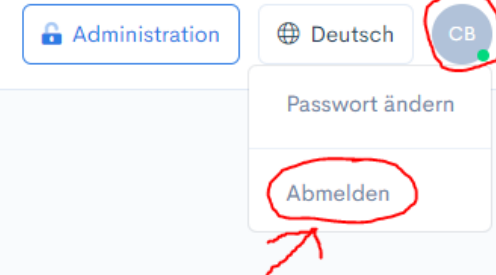 Administration
Deutsch
CB
Passwort ändern
Abmelden